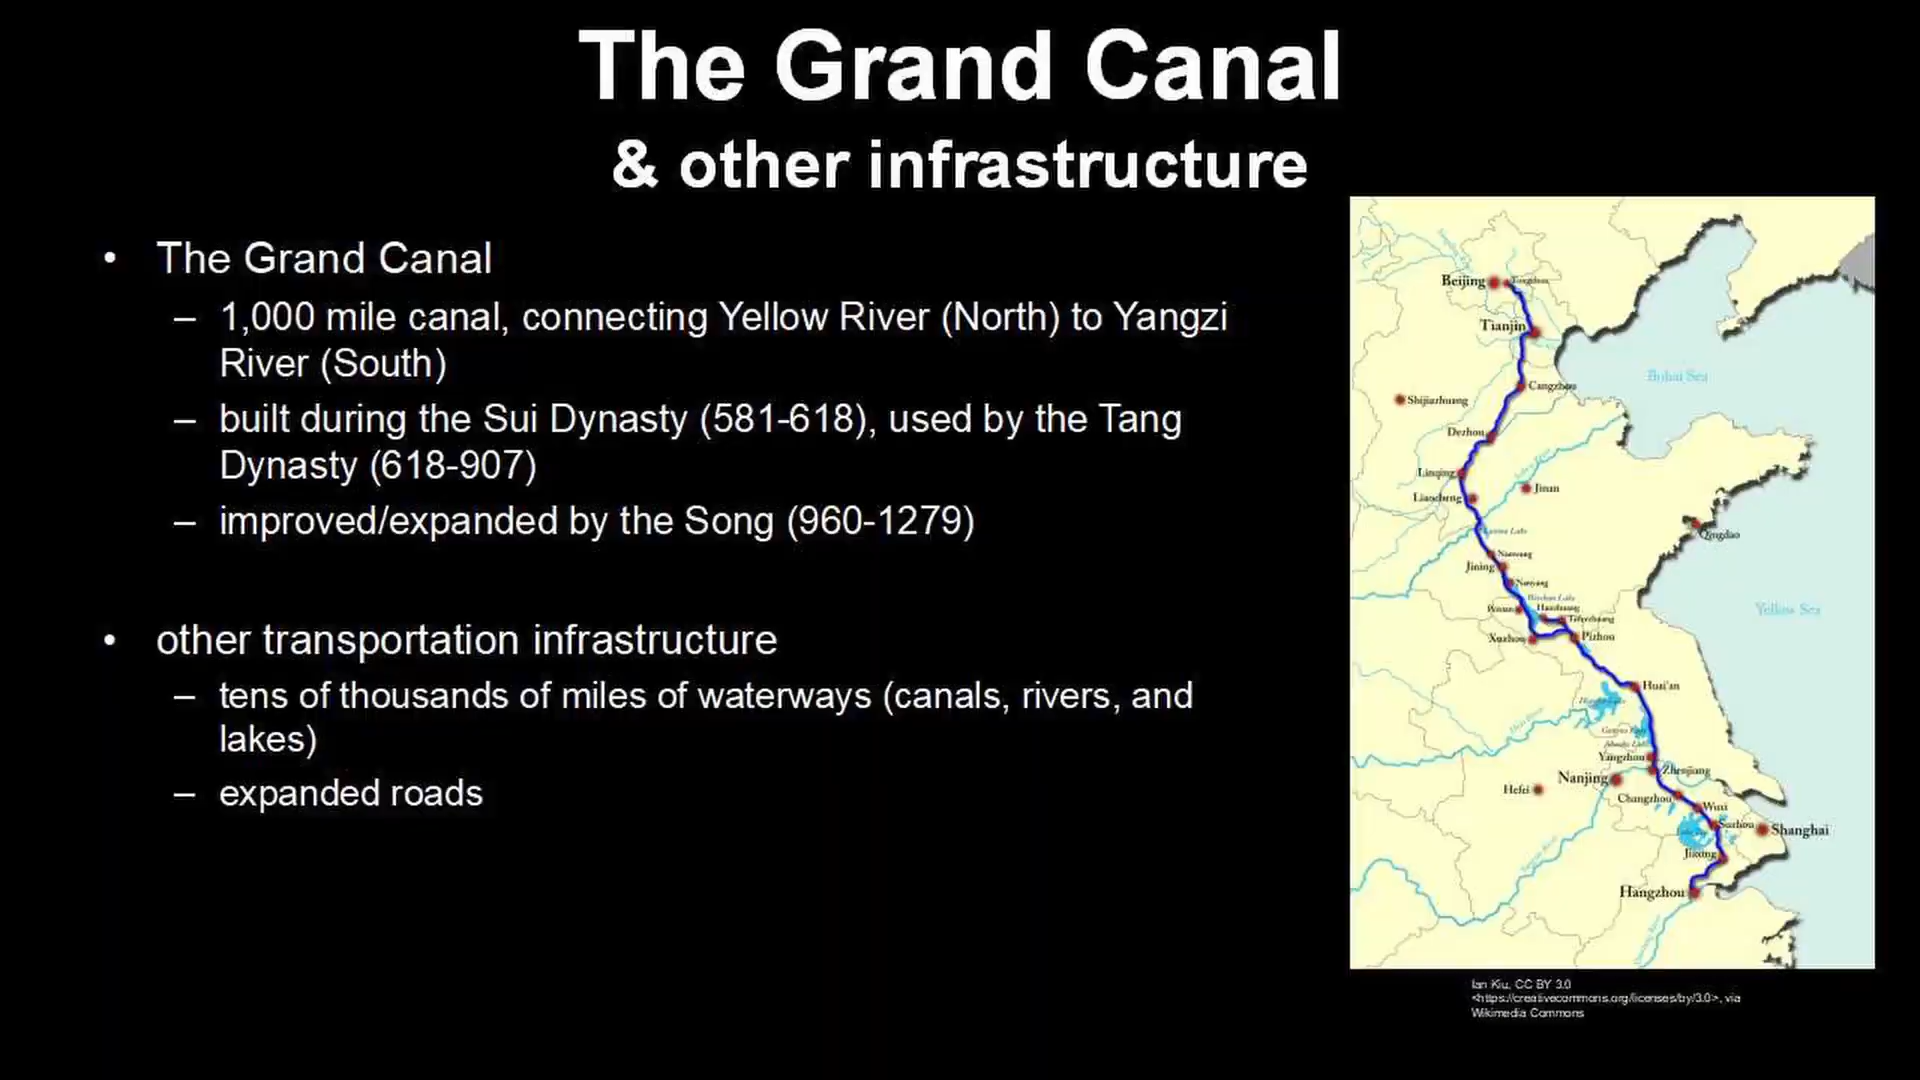 The Grand Canal
& other infrastructure
• The Grand Canal
– 1,000 mile canal, connecting Yellow River (North) to Yangzi
River (South)
– built during the Sui Dynasty (581-618), used by the Tang
Dynasty (618-907)
– improved/expanded by the Song (960-1279)
• other transportation infrastructure
– tens of thousands of miles of waterways (canals, rivers, and
lakes)
– expanded roads
Beijing
Tianjin
Bohai Sea
Cangzhou
Shijiazhuang
Dezhou
Linqing
Jinan
Liaocheng
Qingdao
Nanwang
Jining
Nanyang
Yellow Sea
Xuzhou
Pizhou
Huai'an
Yangzhou
Zhenjiang
Nanjing
Hefei
Changzhou
Wuxi
Suzhou
Shanghai
Jiaxing
Hangzhou
Ian Kiu, CC BY 3.0
<https://creativecommons.org/licenses/by/3.0>, via
Wikimedia Commons